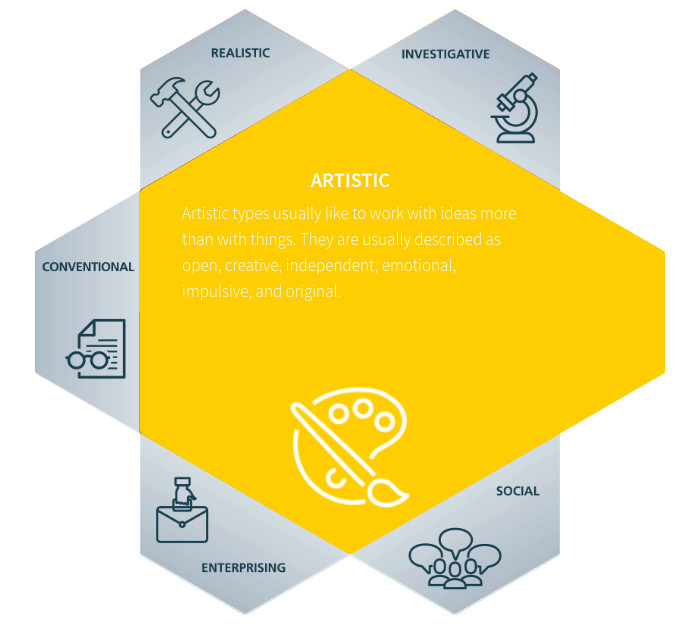 REALISTIC
INVESTIGATIVE
ARTISTIC
Artistic types usually like to work with ideas more
than with things. They are usually described as
open, creative, independent, emotional,
impulsive, and original.
CONVENTIONAL
SOCIAL
ENTERPRISING